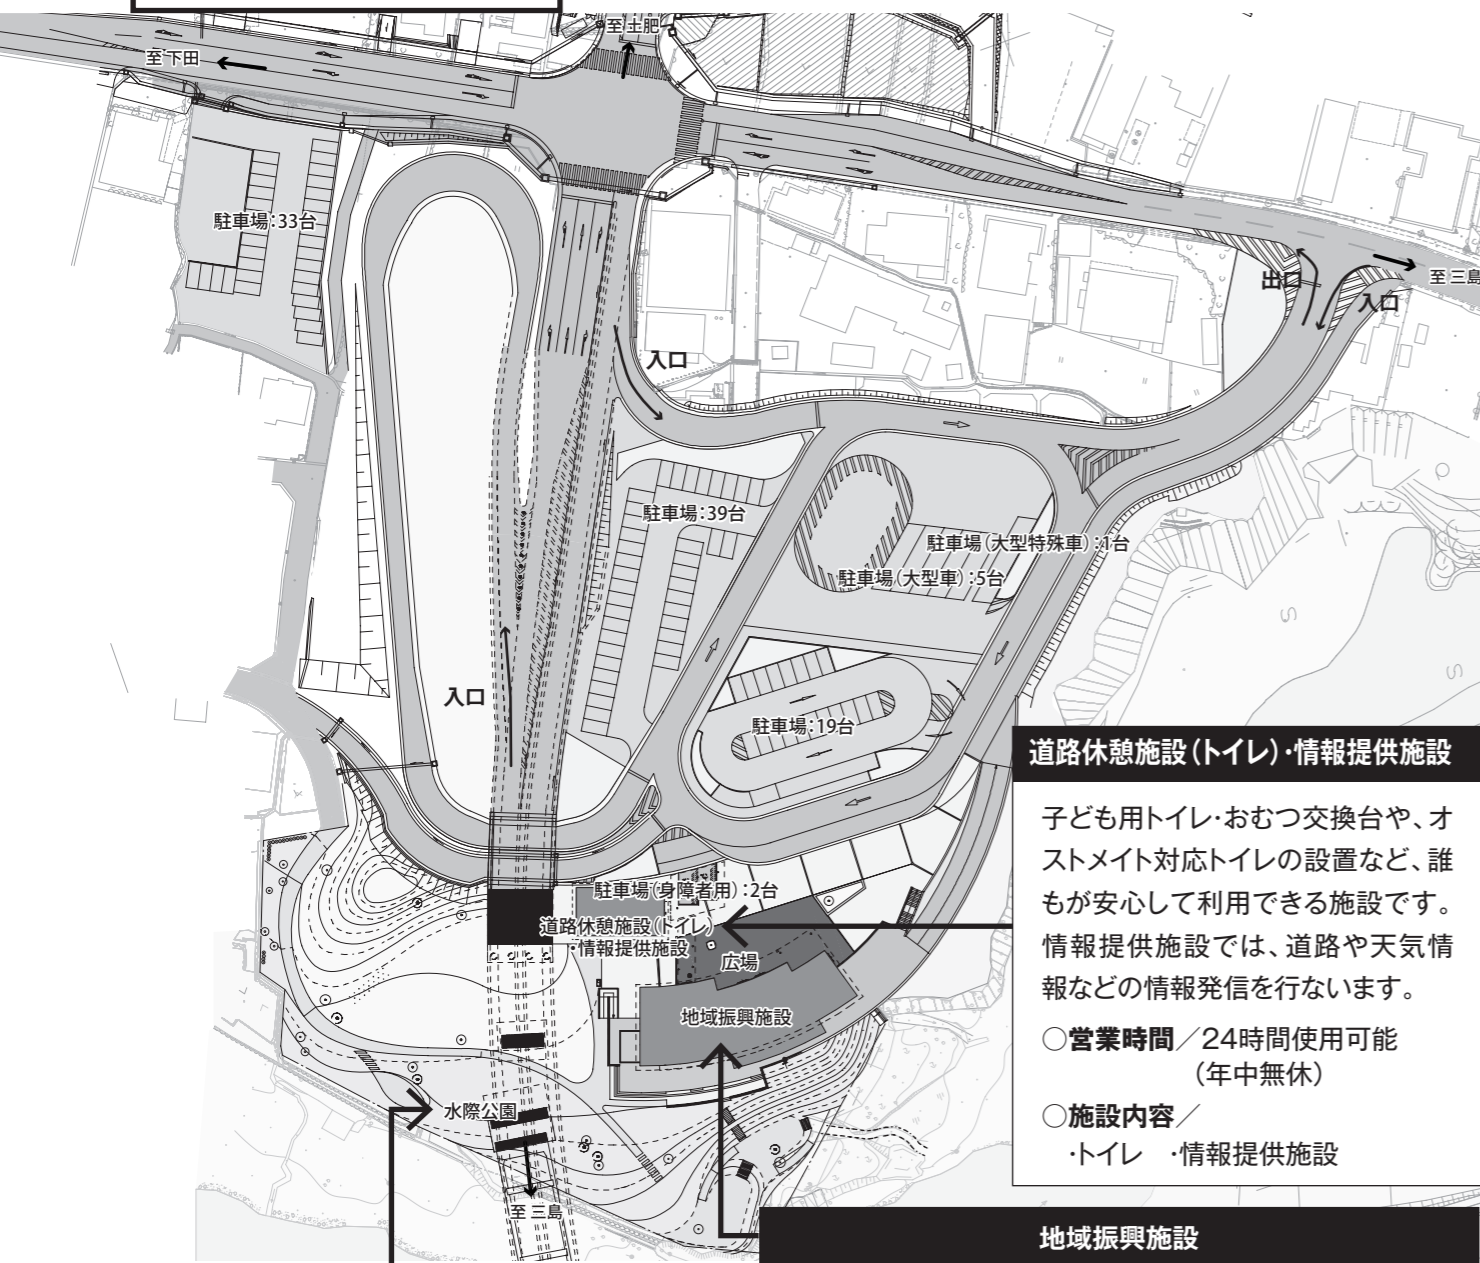 至 土肥
至 下田
駐車場:33台
至 三島
出口
入口
入口
駐車場:39台
駐車場(大型特殊車):1台
駐車場(大型車):5台
入口
駐車場:19台
道路休憩施設(トイレ)・情報提供施設
子ども用トイレ・おむつ交換台や、オ
ストメイト対応トイレの設置など、誰
もが安心して利用できる施設です。
情報提供施設では、道路や天気情
報などの情報発信を行ないます。
○営業時間/24時間使用可能
(年中無休)
○施設内容/
・トイレ ・情報提供施設
駐車場(身障者用):2台
道路休憩施設(トイレ)
・情報提供施設
広場
地域振興施設
水際公園
至 三島
地域振興施設